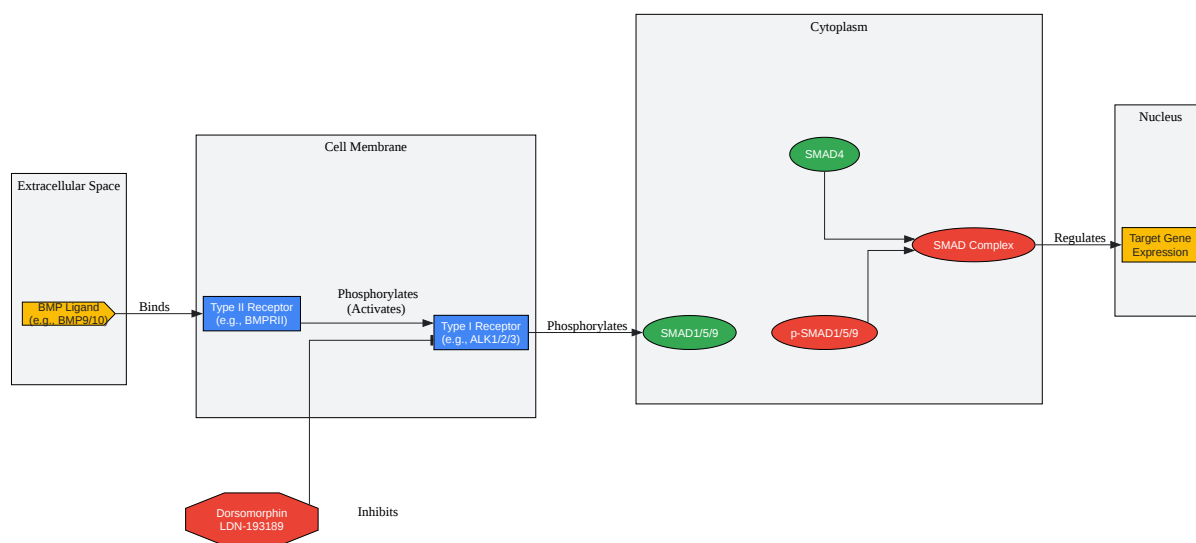 Extracellular Space
BMP Ligand
(e.g., BMP9/10)
Binds
Cell Membrane
Type II Receptor
(e.g., BMPRII)
Phosphorylates
(Activates)
Type I Receptor
(e.g., ALK1/2/3)
Dorsomorphin
LDN-193189
Inhibits
Phosphorylates
Cytoplasm
SMAD4
SMAD1/5/9
p-SMAD1/5/9
SMAD Complex
Regulates
Nucleus
Target Gene
Expression